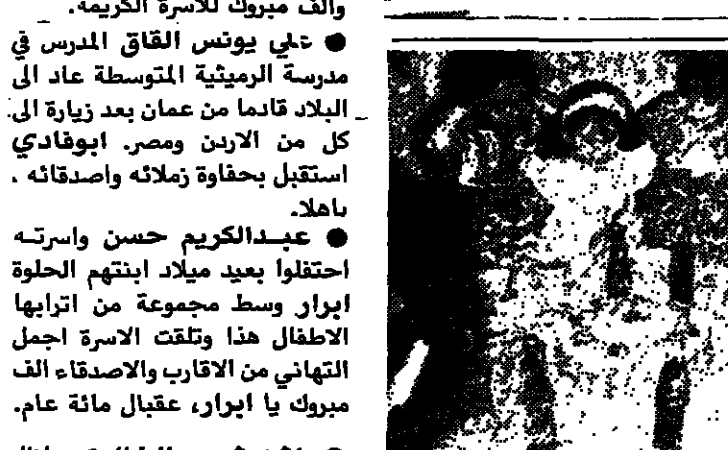 والف مبروك للاسرة الكريمة.
● علي يونس القاق المدرس في
مدرسة الرميثية المتوسطة عاد الى
البلاد قادما من عمان بعد زيارة الى
كل من الاردن ومصر. ابوفادي
استقبل بحفاوة زملائه واصدقائه .
ياهلا.
● عبدالكريم حسن واسرته
احتفلوا بعيد ميلاد ابنتهم الحلوة
ابرار وسط مجموعة من اترابها
الاطفال هذا وتلقت الاسرة اجمل
التهاني من الاقارب والاصدقاء الف
مبروك يا ابرار، عقبال مائة عام.